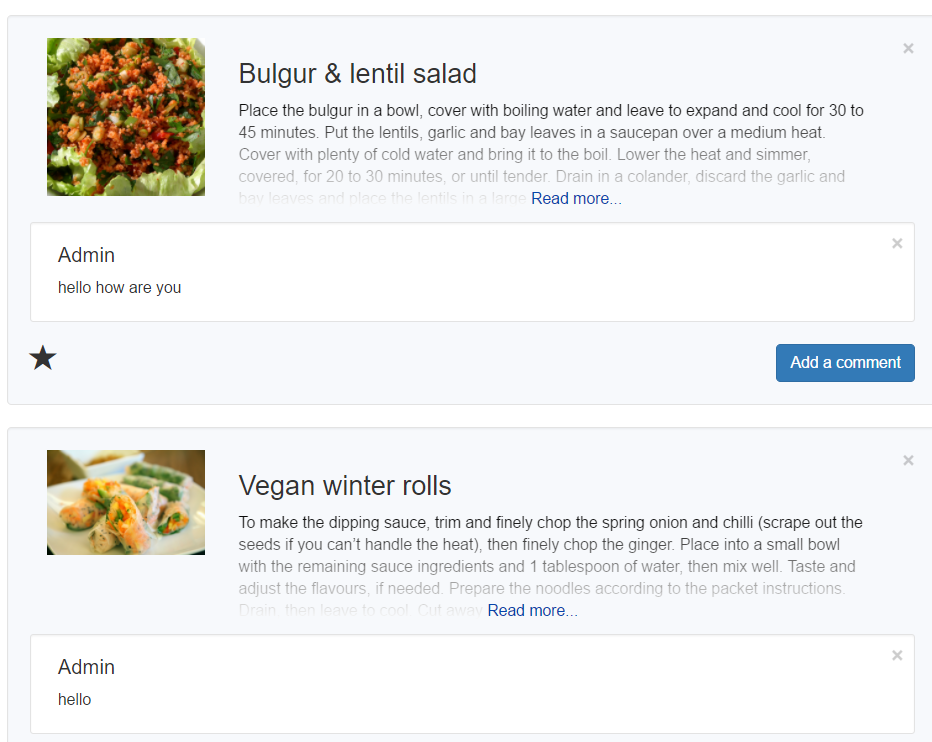 ×
Bulgur & lentil salad
Place the bulgur in a bowl, cover with boiling water and leave to expand and cool for 30 to
45 minutes. Put the lentils, garlic and bay leaves in a saucepan over a medium heat.
Cover with plenty of cold water and bring it to the boil. Lower the heat and simmer,
covered, for 20 to 30 minutes, or until tender. Drain in a colander, discard the garlic and
bay leaves and place the lentils in a large Read more...
×
Admin
hello how are you
★
Add a comment
×
Vegan winter rolls
To make the dipping sauce, trim and finely chop the spring onion and chilli (scrape out the
seeds if you can’t handle the heat), then finely chop the ginger. Place into a small bowl
with the remaining sauce ingredients and 1 tablespoon of water, then mix well. Taste and
adjust the flavours, if needed. Prepare the noodles according to the packet instructions.
Drain, then leave to cool. Cut away Read more...
×
Admin
hello